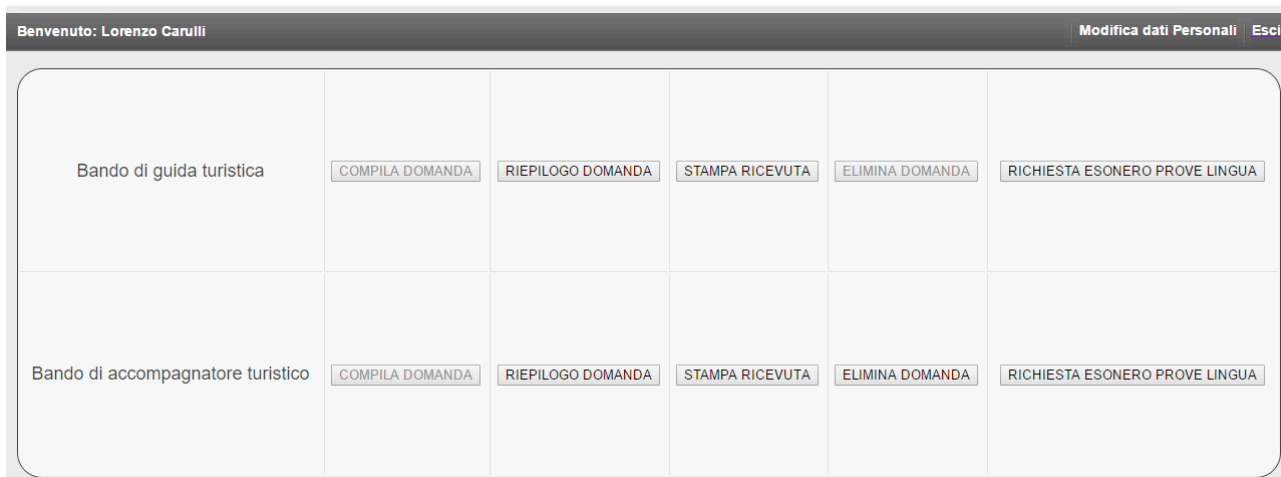 Benvenuto: Lorenzo Carulli Modifica dati Personali Esci
Bando di guida turistica COMPILA DOMANDA RIEPILOGO DOMANDA STAMPA RICEVUTA ELIMINA DOMANDA RICHIESTA ESONERO PROVE LINGUA
Bando di accompagnatore turistico COMPILA DOMANDA RIEPILOGO DOMANDA STAMPA RICEVUTA ELIMINA DOMANDA RICHIESTA ESONERO PROVE LINGUA